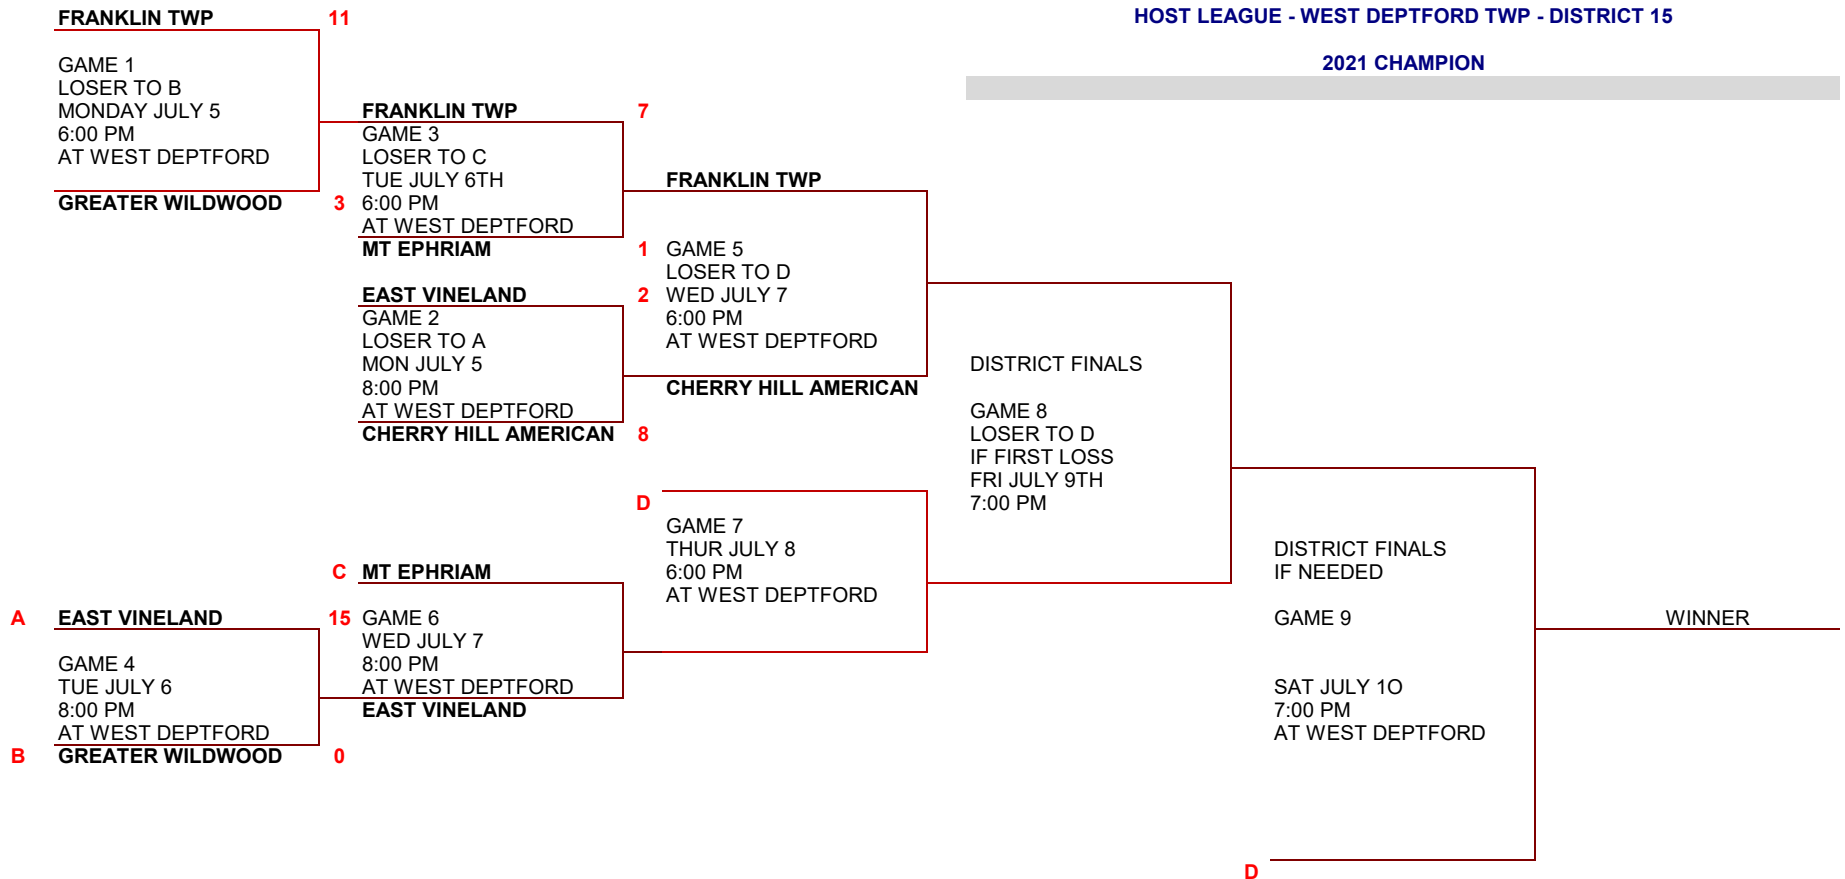 HOST LEAGUE - WEST DEPTFORD TWP - DISTRICT 15
2021 CHAMPION
FRANKLIN TWP 11
GAME 1
LOSER TO B
MONDAY JULY 5
6:00 PM
AT WEST DEPTFORD
GREATER WILDWOOD 3
FRANKLIN TWP 7
GAME 3
LOSER TO C
TUE JULY 6TH
6:00 PM
AT WEST DEPTFORD
MT EPHRIAM 1
EAST VINELAND 2
GAME 2
LOSER TO A
MON JULY 5
8:00 PM
AT WEST DEPTFORD
CHERRY HILL AMERICAN 8
FRANKLIN TWP
GAME 5
LOSER TO D
WED JULY 7
6:00 PM
AT WEST DEPTFORD
CHERRY HILL AMERICAN
A EAST VINELAND 15
GAME 4
TUE JULY 6
8:00 PM
AT WEST DEPTFORD
B GREATER WILDWOOD 0
C MT EPHRIAM
GAME 6
WED JULY 7
8:00 PM
AT WEST DEPTFORD
EAST VINELAND
D
GAME 7
THUR JULY 8
6:00 PM
AT WEST DEPTFORD
DISTRICT FINALS
GAME 8
LOSER TO D
IF FIRST LOSS
FRI JULY 9TH
7:00 PM
DISTRICT FINALS
IF NEEDED
GAME 9
SAT JULY 1O
7:00 PM
AT WEST DEPTFORD
D
WINNER